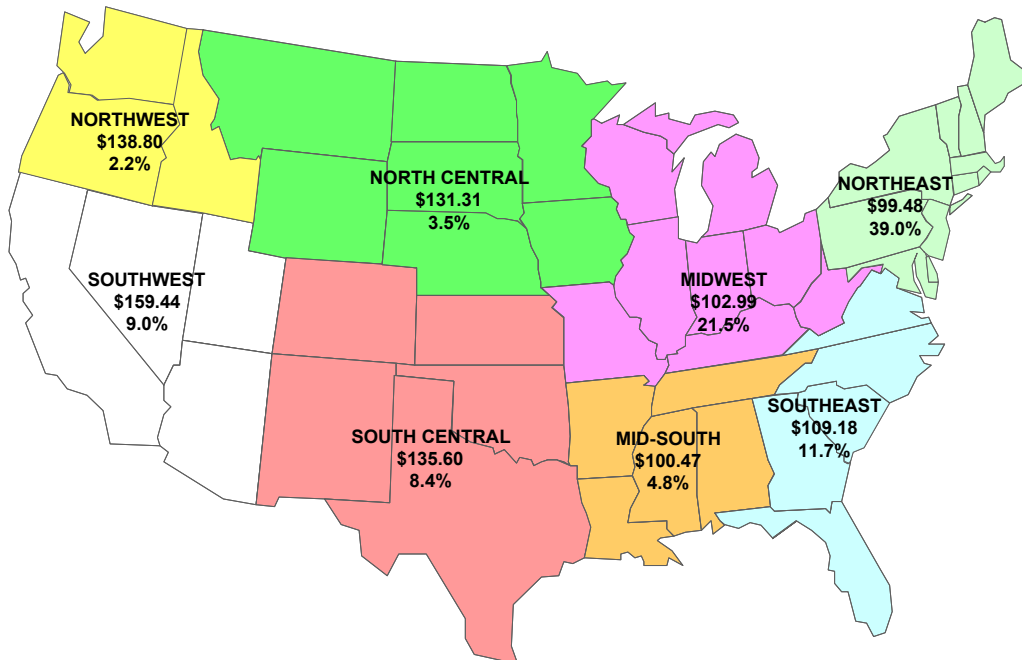 NORTHWEST
$138.80
2.2%
NORTH CENTRAL
$131.31
3.5%
NORTHEAST
$99.48
39.0%
SOUTHWEST
$159.44
9.0%
MIDWEST
$102.99
21.5%
SOUTH CENTRAL
$135.60
8.4%
MID-SOUTH
$100.47
4.8%
SOUTHEAST
$109.18
11.7%